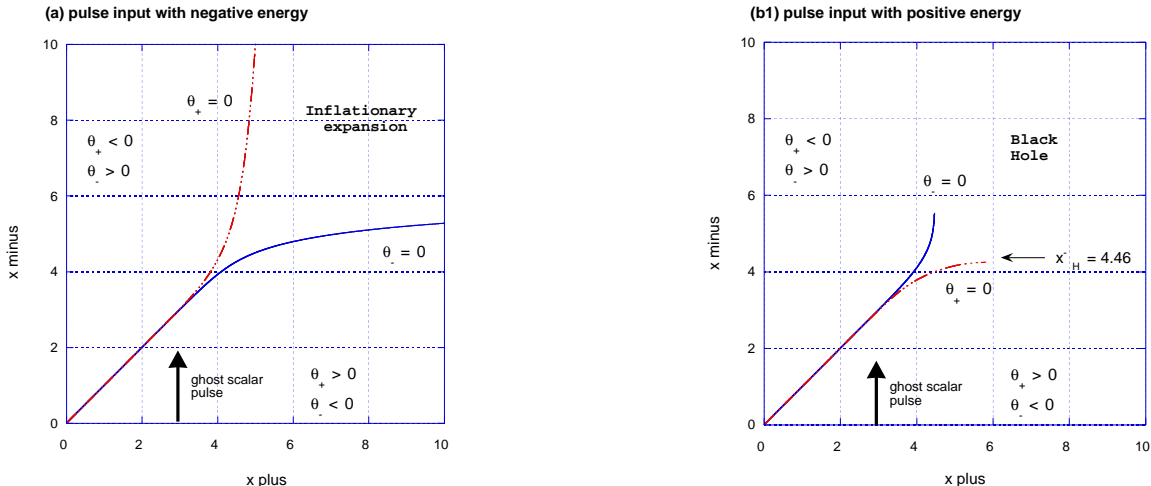 (a) pulse input with negative energy
10
8
6
4
2
0
0
2
4
6
8
10
x minus
x plus
θ+ = 0
Inflationary
expansion
θ+ < 0
θ- > 0
θ- = 0
ghost scalar
pulse
θ+ > 0
θ- < 0
(b1) pulse input with positive energy
10
8
6
4
2
0
0
2
4
6
8
10
x minus
x plus
θ+ < 0
θ- > 0
Black
Hole
θ- = 0
x-H = 4.46
θ+ = 0
ghost scalar
pulse
θ+ > 0
θ- < 0